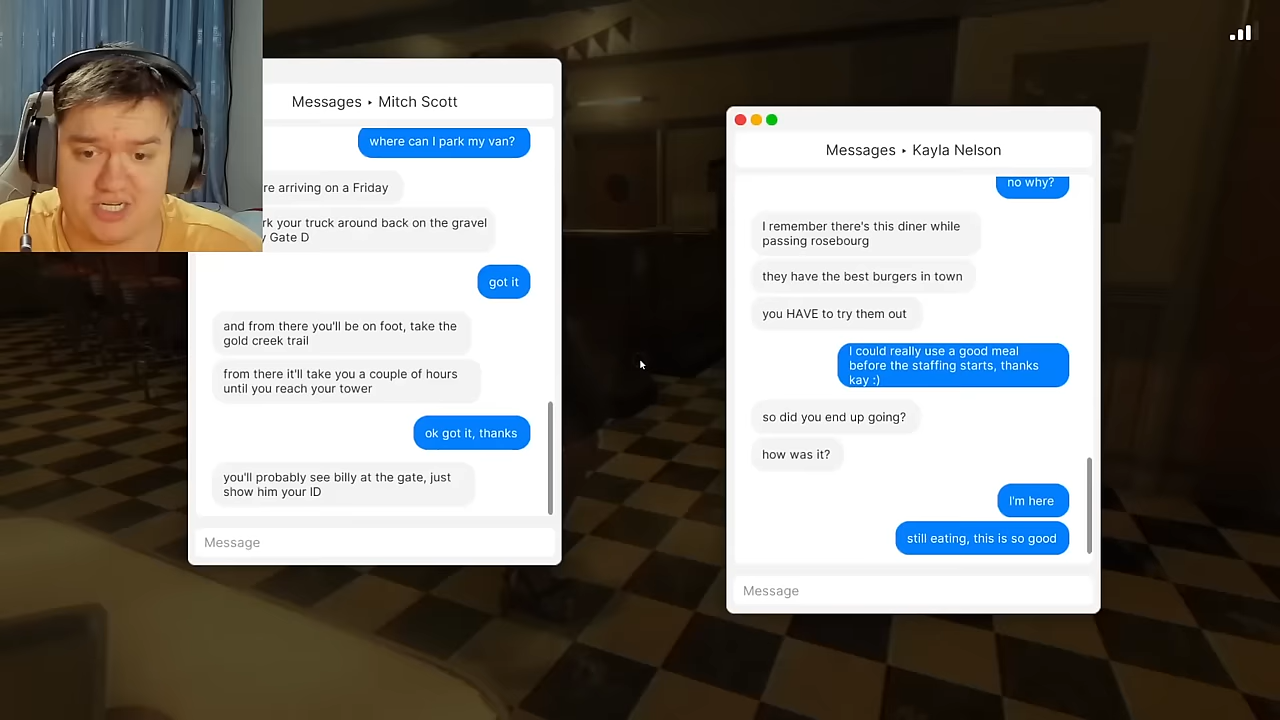 Messages ▸ Mitch Scott
where can I park my van?
re arriving on a Friday
rk your truck around back on the gravel
Gate D
got it
and from there you'll be on foot, take the
gold creek trail
from there it'll take you a couple of hours
until you reach your tower
ok got it, thanks
you'll probably see billy at the gate, just
show him your ID
Message
Messages ▸ Kayla Nelson
no why?
I remember there's this diner while
passing rosebourg
they have the best burgers in town
you HAVE to try them out
I could really use a good meal
before the staffing starts, thanks
kay :)
so did you end up going?
how was it?
I'm here
still eating, this is so good
Message